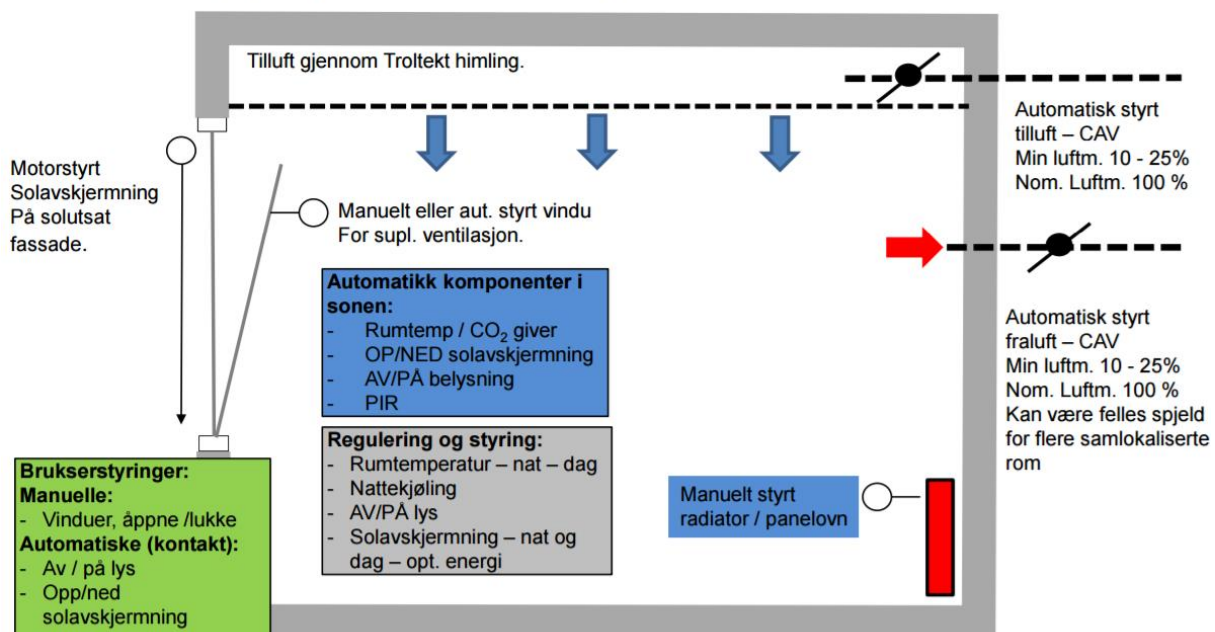 Tilluft gjennom Troltekt himling.
Automatisk styrt
tilluft – CAV
Min luftm. 10 - 25%
Nom. Luftm. 100 %
Motorstyrt
Solavskjermning
På solutsat
fassade.
Manuelt eller aut. styrt vindu
For supl. ventilasjon.
Automatikk komponenter i
sonen:
- Rumtemp / CO₂ giver
- OP/NED solavskjermning
- AV/PÅ belysning
- PIR
Automatisk styrt
fraluft – CAV
Min luftm. 10 - 25%
Nom. Luftm. 100 %
Kan være felles spjeld
for flere samlokaliserte
rom
Regulering og styring:
- Rumtemperatur – nat – dag
- Nattekjøling
- AV/PÅ lys
- Solavskjermning – nat og
dag – opt. energi
Brukserstyringer:
Manuelle:
- Vinduer, åppne /lukke
Automatiske (kontakt):
- Av / på lys
- Opp/ned
solavskjermning
Manuelt styrt
radiator / panelovn